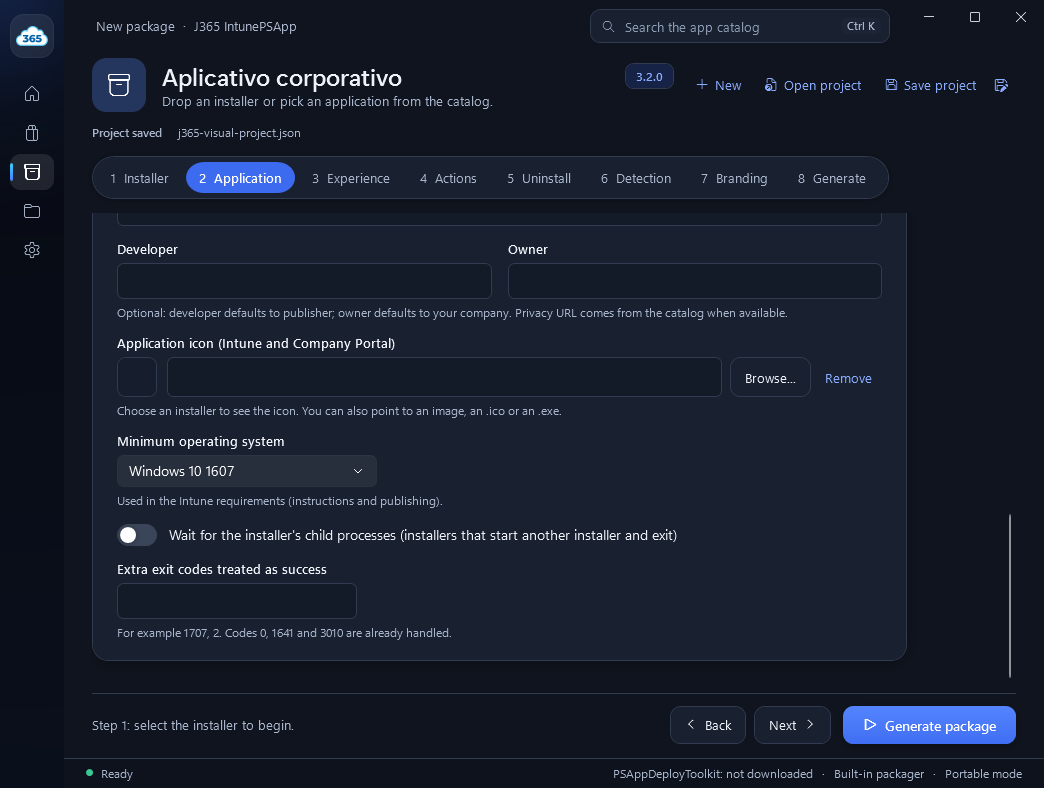 New package · J365 IntunePSApp
Search the app catalog Ctrl K
365
Aplicativo corporativo
Drop an installer or pick an application from the catalog.
3.2.0
New
Open project
Save project
Project saved j365-visual-project.json
1 Installer
2 Application
3 Experience
4 Actions
5 Uninstall
6 Detection
7 Branding
8 Generate
Developer
Owner
Optional: developer defaults to publisher; owner defaults to your company. Privacy URL comes from the catalog when available.
Application icon (Intune and Company Portal)
Browse...
Remove
Choose an installer to see the icon. You can also point to an image, an .ico or an .exe.
Minimum operating system
Windows 10 1607
Used in the Intune requirements (instructions and publishing).
Wait for the installer's child processes (installers that start another installer and exit)
Extra exit codes treated as success
For example 1707, 2. Codes 0, 1641 and 3010 are already handled.
Step 1: select the installer to begin.
Back
Next
Generate package
Ready
PSAppDeployToolkit: not downloaded · Built-in packager · Portable mode